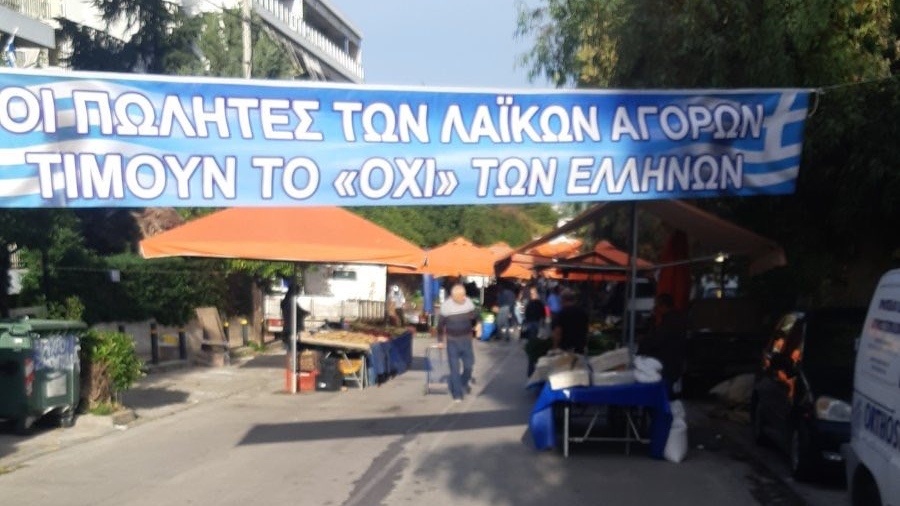 ΟΙ ΠΩΛΗΤΕΣ ΤΩΝ ΛΑΪΚΩΝ ΑΓΟΡΩΝ
ΤΙΜΟΥΝ ΤΟ «ΟΧΙ» ΤΩΝ ΕΛΛΗΝΩΝ